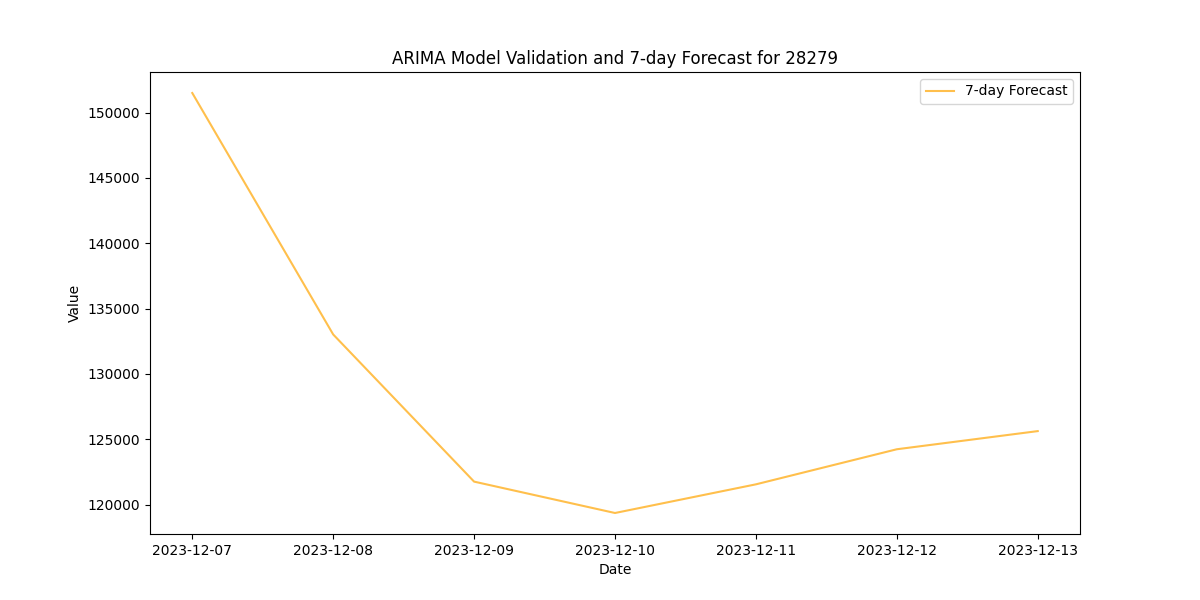 ARIMA Model Validation and 7-day Forecast for 28279
7-day Forecast
150000
145000
140000
135000
130000
125000
120000
Value
2023-12-07 2023-12-08 2023-12-09 2023-12-10 2023-12-11 2023-12-12 2023-12-13
Date